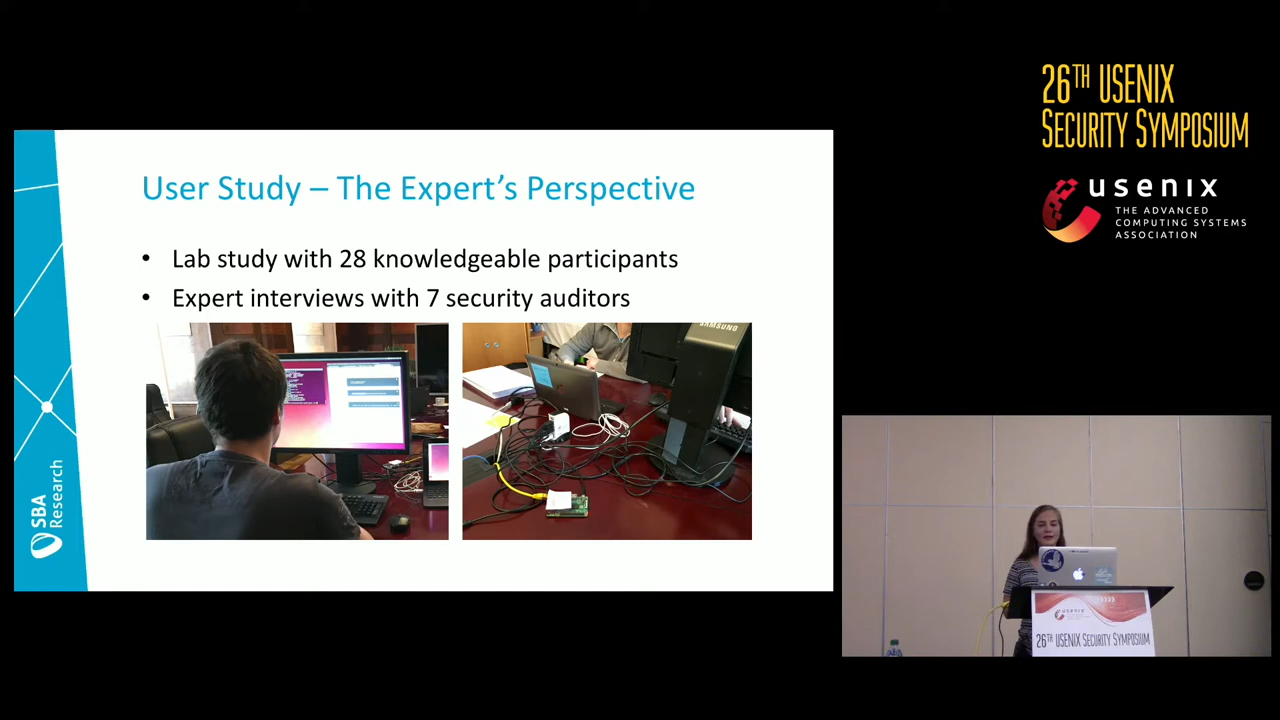 26TH USENIX
SECURITY SYMPOSIUM
usenix
THE ADVANCED
COMPUTING SYSTEMS
ASSOCIATION
User Study – The Expert's Perspective
• Lab study with 28 knowledgeable participants
• Expert interviews with 7 security auditors
SAMSUNG
SBA
Research
usenix
26TH USENIX SECURITY SYMPOSIUM